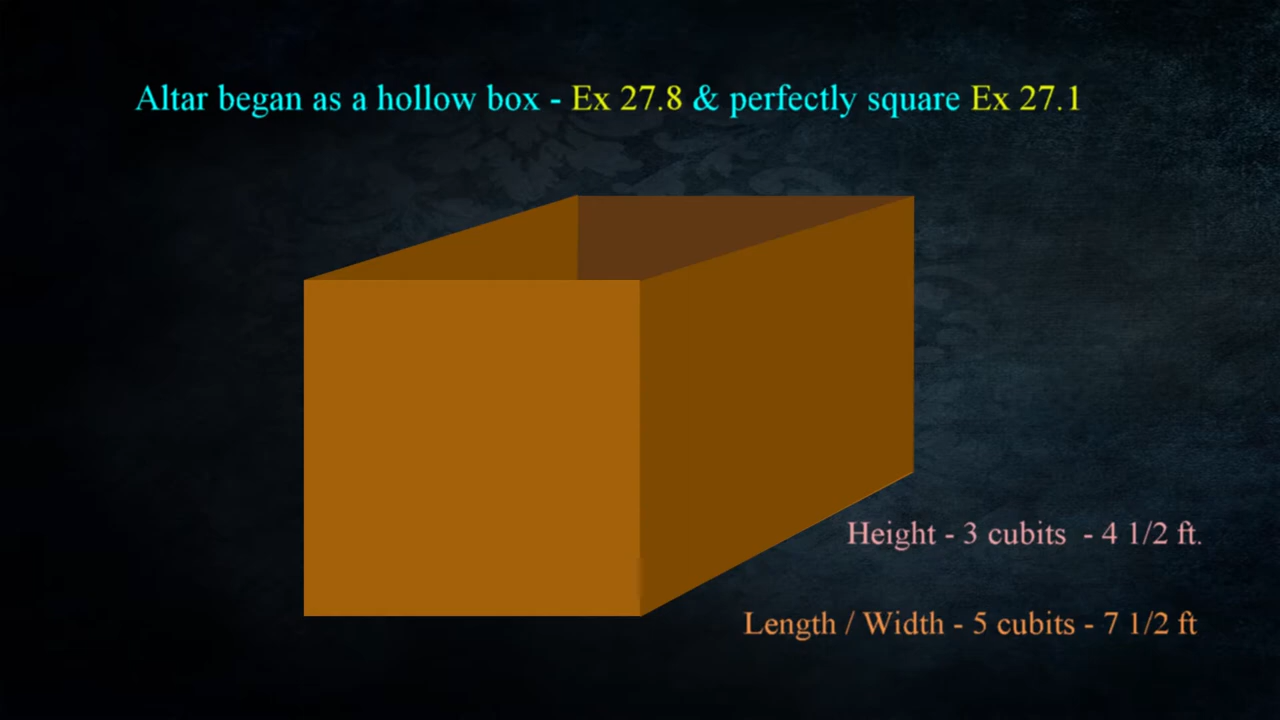 Altar began as a hollow box - Ex 27.8 & perfectly square Ex 27.1
Height - 3 cubits  - 4 1/2 ft.
Length / Width - 5 cubits - 7 1/2 ft